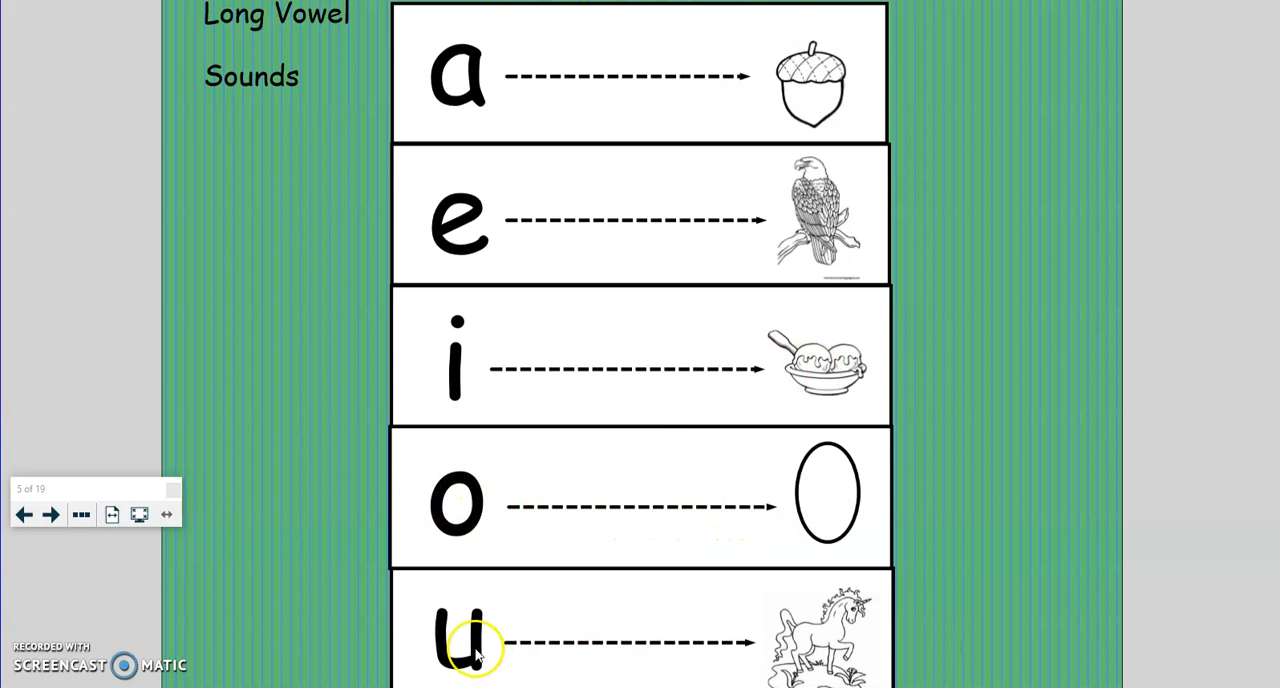 Long Vowel
Sounds
a
e
i
o
u
5 of 19
RECORDED WITH
SCREENCAST MATIC